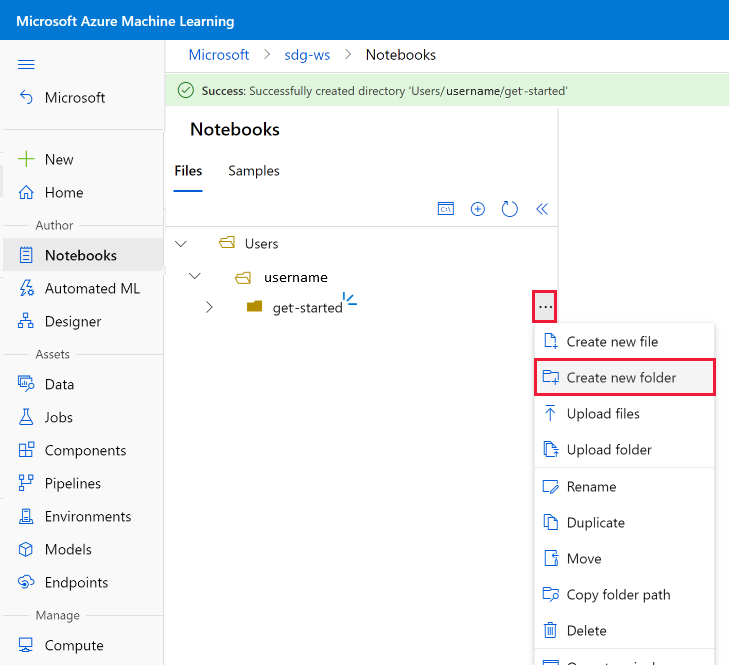 Microsoft Azure Machine Learning
Microsoft > sdg-ws > Notebooks
Microsoft
Success: Successfully created directory 'Users/username/get-started'
Notebooks
Files Samples
New
Home
Author
Notebooks
Automated ML
Designer
Assets
Data
Jobs
Components
Pipelines
Environments
Models
Endpoints
Manage
Compute
Users
username
get-started
...
Create new file
Create new folder
Upload files
Upload folder
Rename
Duplicate
Move
Copy folder path
Delete